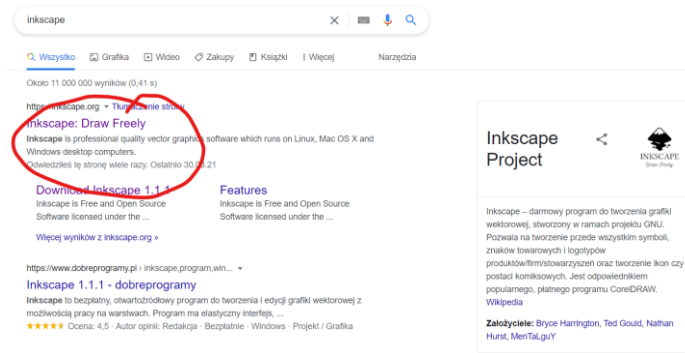 inkscape
Wszystko Grafika Wideo Zakupy Książki Więcej Narzędzia
Około 11 000 000 wyników (0,41 s)
https://inkscape.org Tłumaczenie strony
Inkscape: Draw Freely
Inkscape is professional quality vector graphics software which runs on Linux, Mac OS X and
Windows desktop computers.
Odwiedziłeś tę stronę wiele razy. Ostatnio 30.08.21
Download Inkscape 1.1.1
Inkscape is Free and Open Source
Software licensed under the ...
Features
Inkscape is Free and Open Source
Software licensed under the ...
Więcej wyników z inkscape.org »
https://www.dobreprogramy.pl › inkscape,program,win...
Inkscape 1.1.1 - dobreprogramy
Inkscape to bezpłatny, otwartoźródłowy program do tworzenia i edycji grafiki wektorowej z
możliwością pracy na warstwach. Program ma elastyczny interfejs, ...
Ocena: 4,5 · Autor opinii: Redakcja · Bezpłatnie · Windows · Projekt / Grafika
Inkscape
Project
INKSCAPE
Draw Freely
Inkscape – darmowy program do tworzenia grafiki
wektorowej, stworzony w ramach projektu GNU.
Pozwala na tworzenie przede wszystkim symboli,
znaków towarowych i logotypów
produktów/firm/stowarzyszeń oraz tworzenie ikon czy
postaci komiksowych. Jest odpowiednikiem
popularnego, płatnego programu CorelDRAW.
Wikipedia
Założyciele: Bryce Harrington, Ted Gould, Nathan
Hurst, MenTaLguY